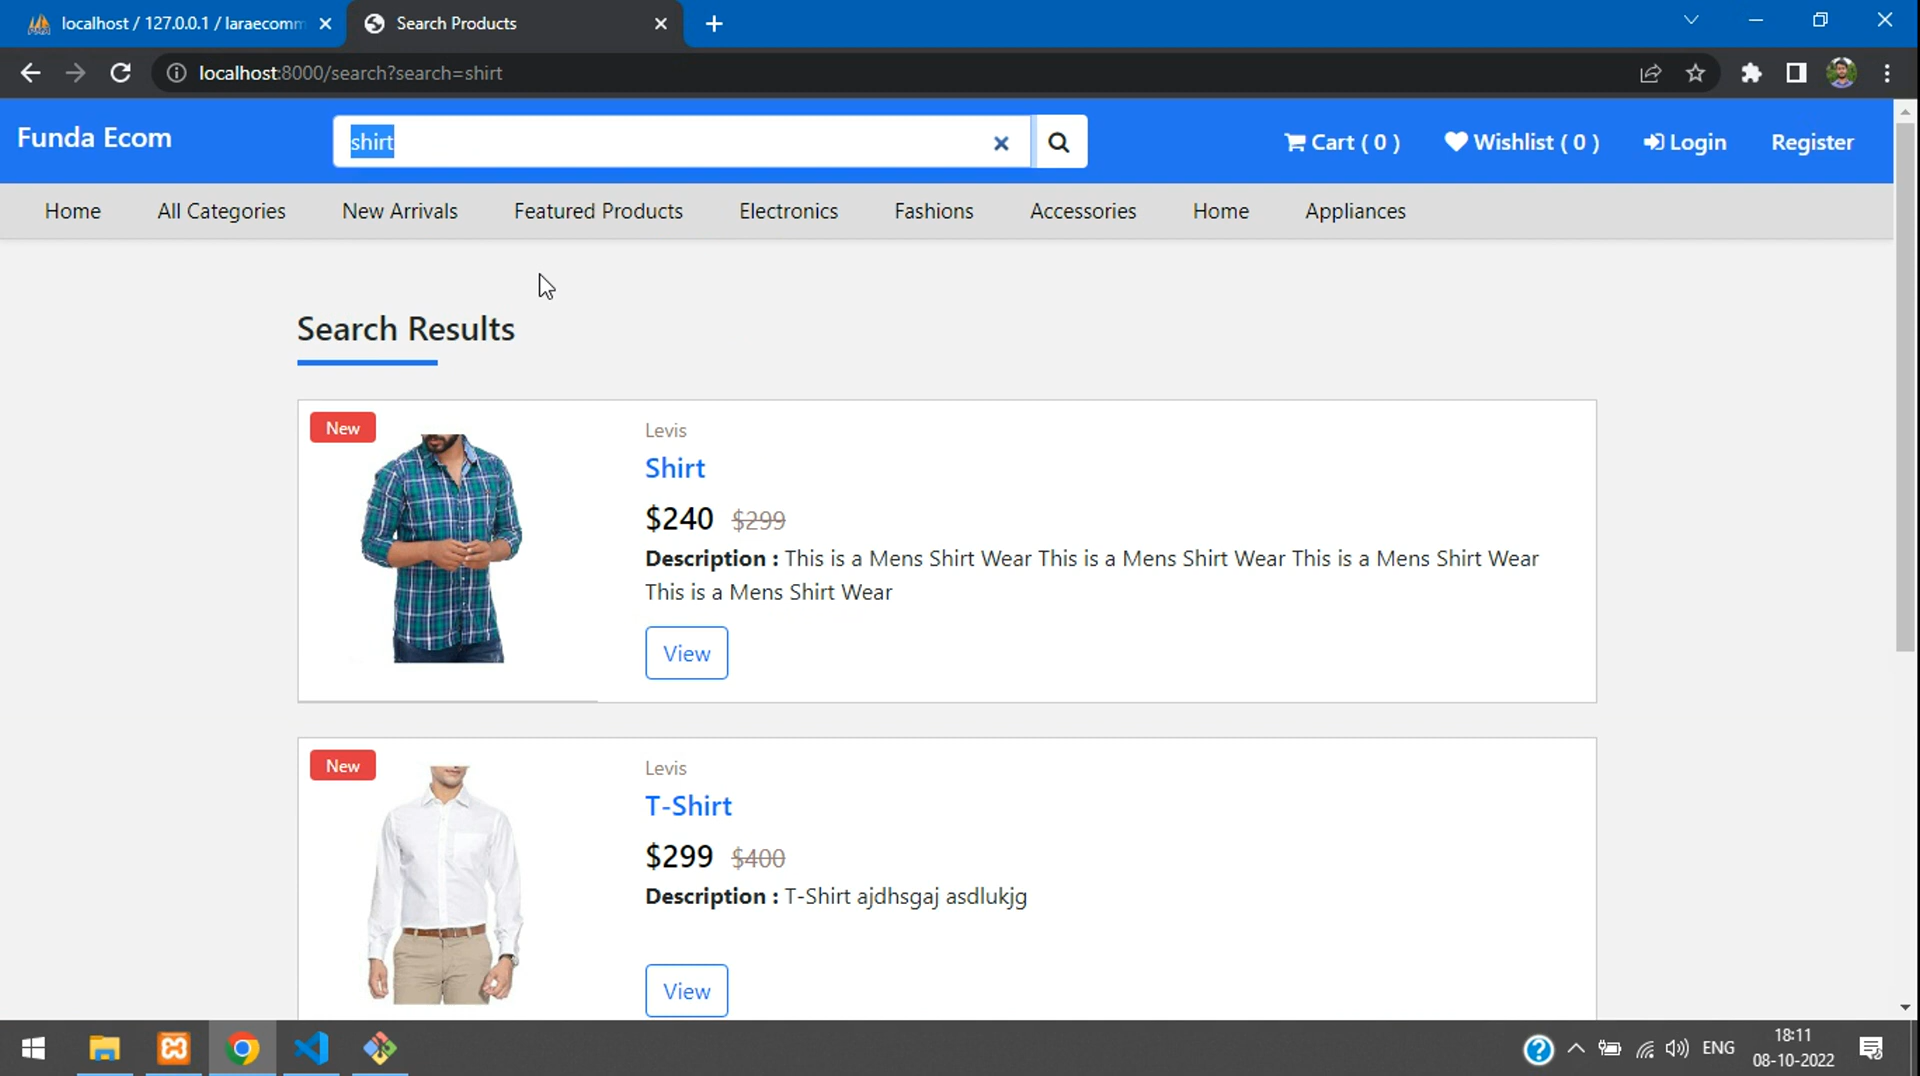 localhost / 127.0.0.1 / laraecomm
Search Products
localhost:8000/search?search=shirt
Funda Ecom
shirt
Cart ( 0 )
Wishlist ( 0 )
Login
Register
Home
All Categories
New Arrivals
Featured Products
Electronics
Fashions
Accessories
Home
Appliances
Search Results
New
Levis
Shirt
$240 $299
Description : This is a Mens Shirt Wear This is a Mens Shirt Wear This is a Mens Shirt Wear
This is a Mens Shirt Wear
View
New
Levis
T-Shirt
$299 $400
Description : T-Shirt ajdhsgaj asdlukjg
View
ENG
18:11
08-10-2022